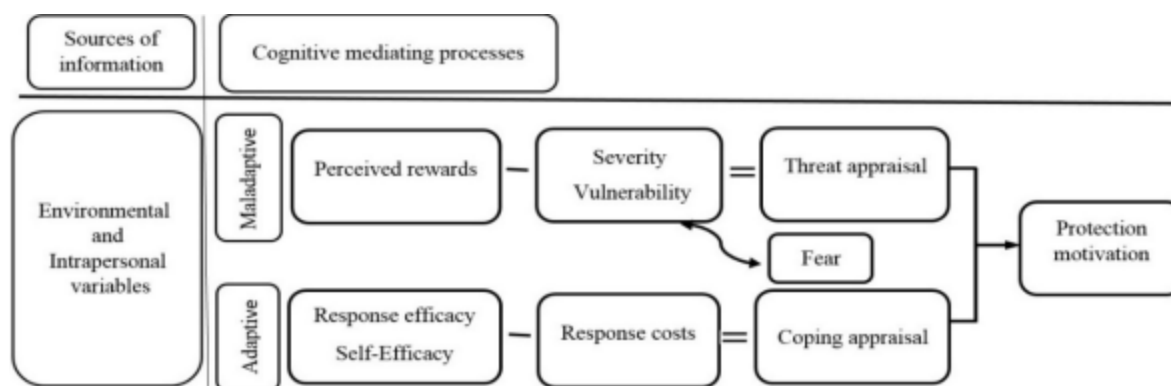 Sources of
information
Cognitive mediating processes
Environmental
and
Intrapersonal
variables
Maladaptive
Perceived rewards
Severity
Vulnerability
Threat appraisal
Fear
Protection
motivation
Adaptive
Response efficacy
Self-Efficacy
Response costs
Coping appraisal